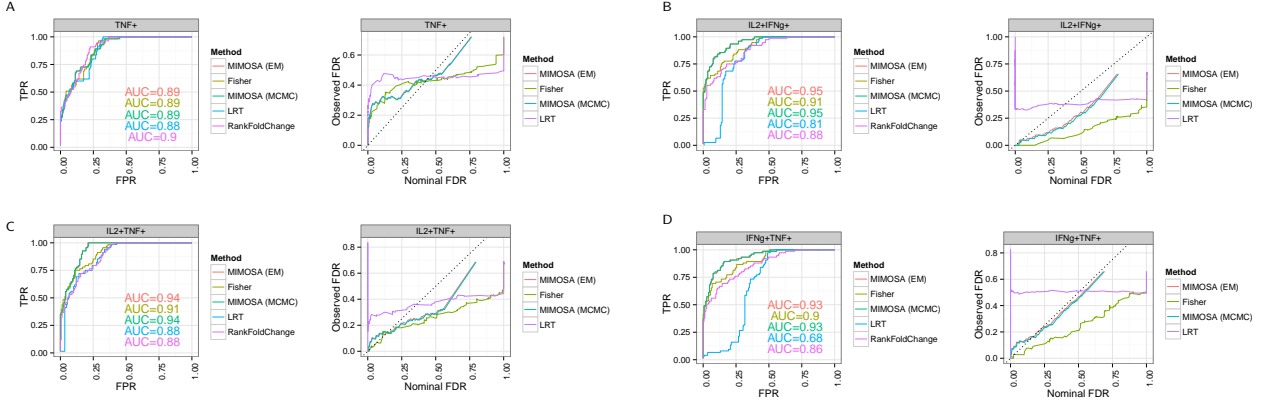 A
TNF+
TPR
1.00
0.75
0.50
0.25
0.00
AUC=0.89
AUC=0.89
AUC=0.89
AUC=0.88
AUC=0.9
0.00
0.25
0.50
0.75
1.00
FPR
Method
MIMOSA (EM)
Fisher
MIMOSA (MCMC)
LRT
RankFoldChange
TNF+
Observed FDR
0.6
0.4
0.2
0.0
0.00
0.25
0.50
0.75
1.00
Nominal FDR
Method
MIMOSA (EM)
Fisher
MIMOSA (MCMC)
LRT
B
IL2+IFNg+
TPR
1.00
0.75
0.50
0.25
0.00
AUC=0.95
AUC=0.91
AUC=0.95
AUC=0.81
AUC=0.88
0.00
0.25
0.50
0.75
1.00
FPR
Method
MIMOSA (EM)
Fisher
MIMOSA (MCMC)
LRT
RankFoldChange
IL2+IFNg+
Observed FDR
1.00
0.75
0.50
0.25
0.00
0.00
0.25
0.50
0.75
1.00
Nominal FDR
Method
MIMOSA (EM)
Fisher
MIMOSA (MCMC)
LRT
C
IL2+TNF+
TPR
1.00
0.75
0.50
0.25
0.00
AUC=0.94
AUC=0.91
AUC=0.94
AUC=0.88
AUC=0.88
0.00
0.25
0.50
0.75
1.00
FPR
Method
MIMOSA (EM)
Fisher
MIMOSA (MCMC)
LRT
RankFoldChange
IL2+TNF+
Observed FDR
0.8
0.6
0.4
0.2
0.0
0.00
0.25
0.50
0.75
1.00
Nominal FDR
Method
MIMOSA (EM)
Fisher
MIMOSA (MCMC)
LRT
D
IFNg+TNF+
TPR
1.00
0.75
0.50
0.25
0.00
AUC=0.93
AUC=0.9
AUC=0.93
AUC=0.68
AUC=0.86
0.00
0.25
0.50
0.75
1.00
FPR
Method
MIMOSA (EM)
Fisher
MIMOSA (MCMC)
LRT
RankFoldChange
IFNg+TNF+
Observed FDR
0.8
0.6
0.4
0.2
0.0
0.00
0.25
0.50
0.75
1.00
Nominal FDR
Method
MIMOSA (EM)
Fisher
MIMOSA (MCMC)
LRT